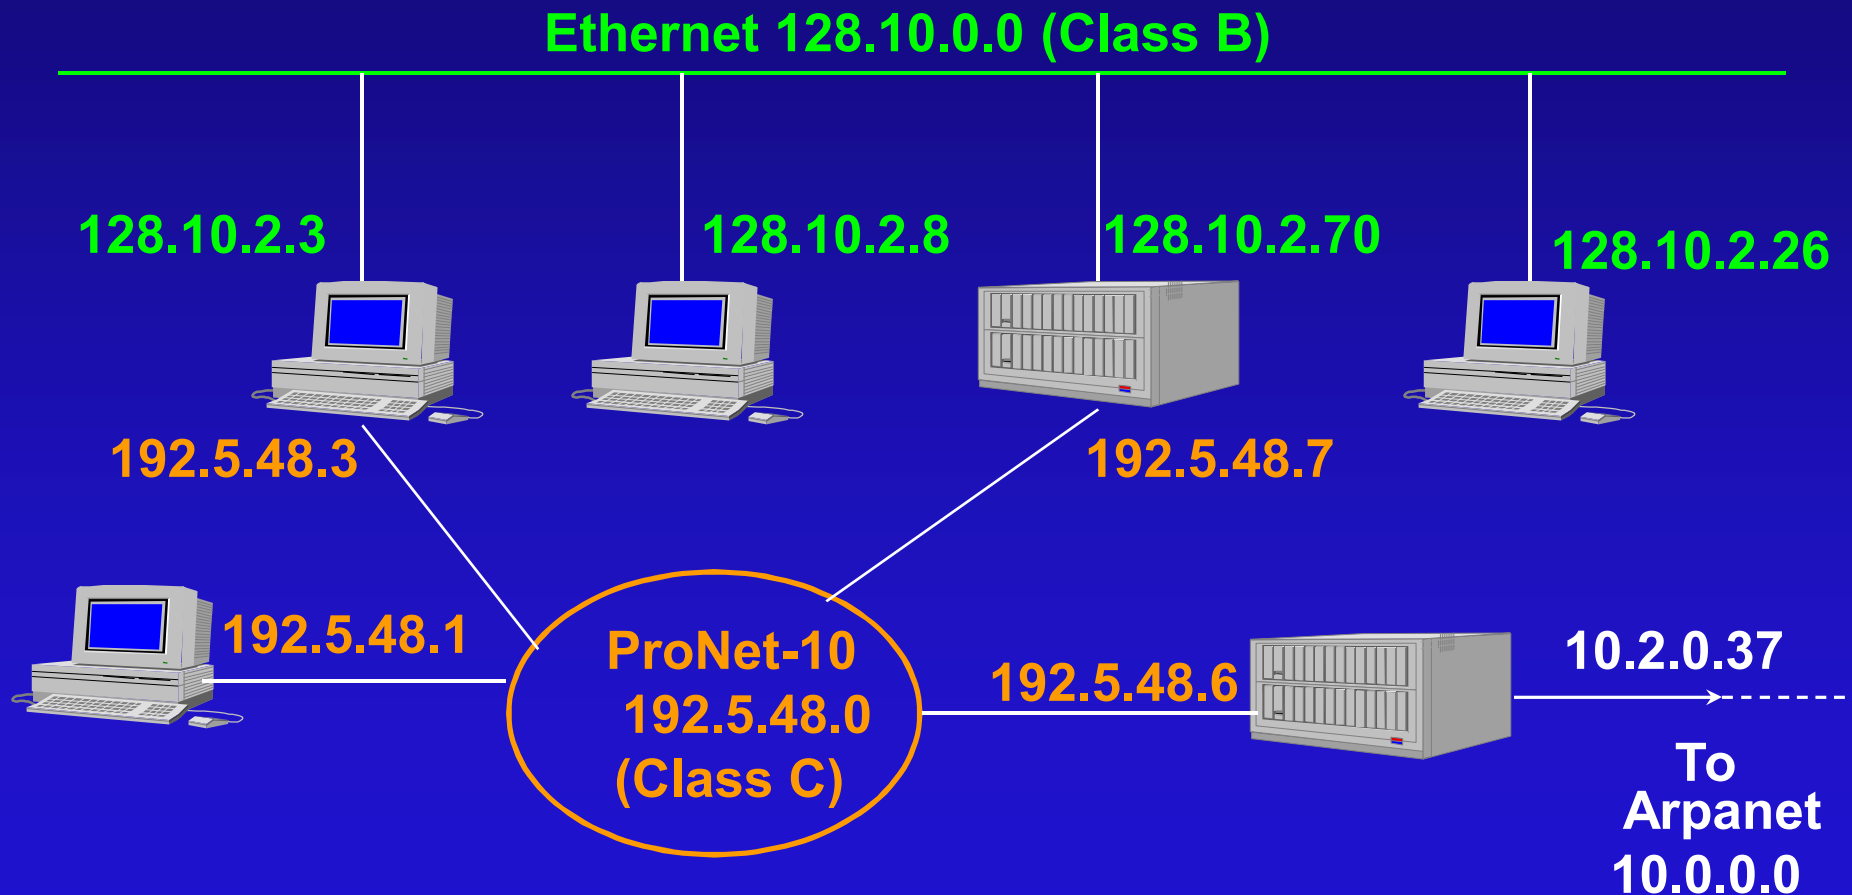 Ethernet 128.10.0.0 (Class B)
128.10.2.3
128.10.2.8
128.10.2.70
128.10.2.26
192.5.48.3
192.5.48.7
192.5.48.1
ProNet-10
192.5.48.0
(Class C)
192.5.48.6
10.2.0.37
To
Arpanet
10.0.0.0